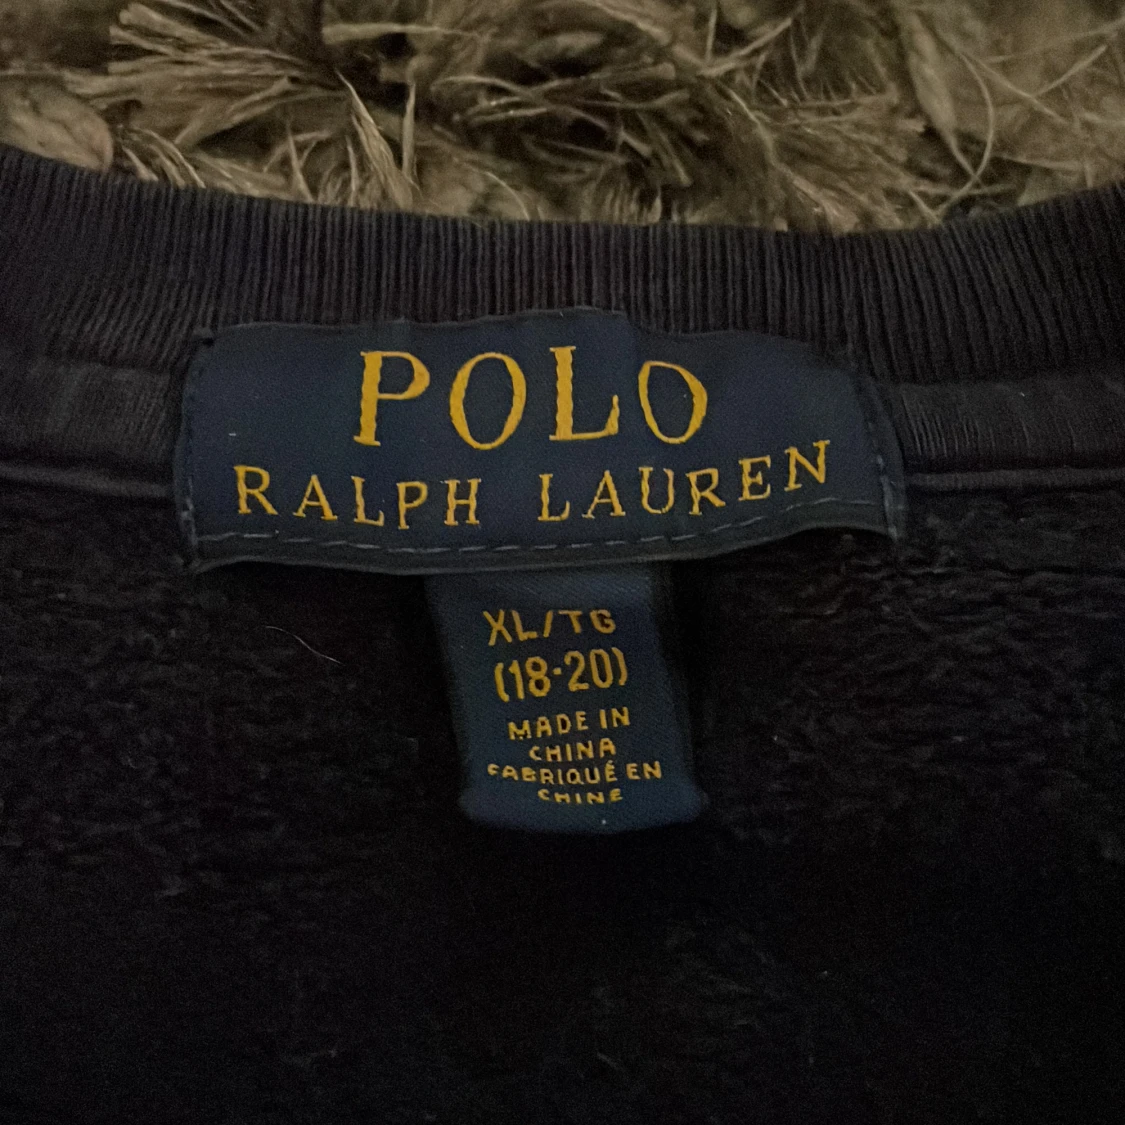 POLO
RALPH LAUREN
XL/TG
(18-20)
MADE IN
CHINA
FABRIQUÉ EN
CHINE